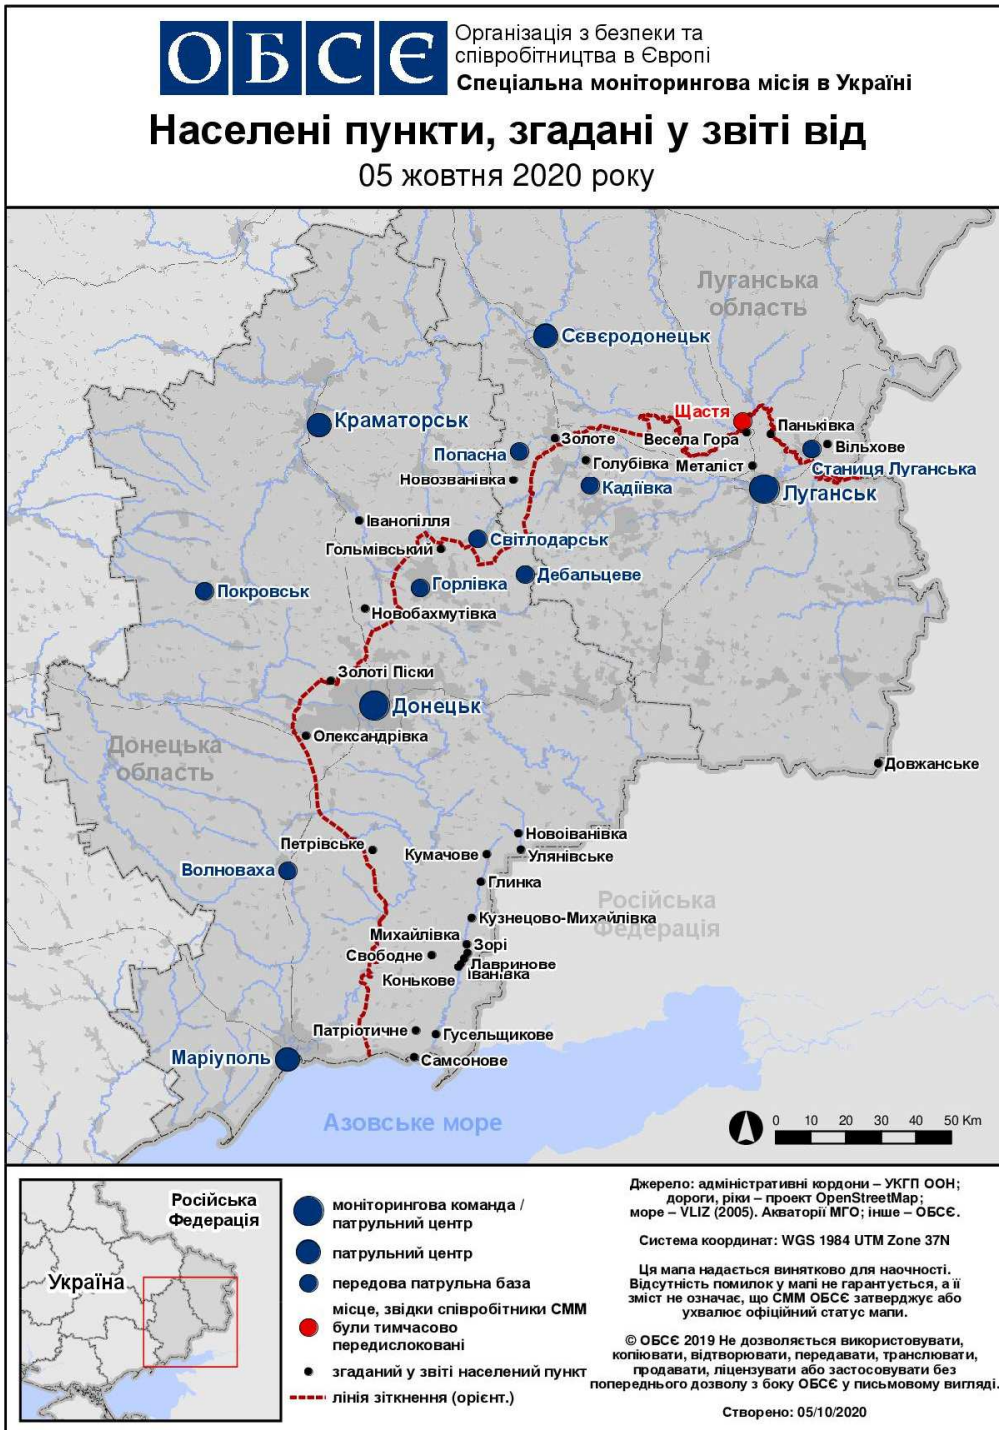 ОБСЄ
Організація з безпеки та
співробітництва в Європі
Спеціальна моніторингова місія в Україні
Населені пункти, згадані у звіті від
05 жовтня 2020 року
Луганська
область
Сєвєродонецьк
Щастя
Краматорськ
Паньківка
Золоте
Весела Гора
Вільхове
Попасна
Голубівка
Металіст
Станиця Луганська
Новозванівка
Кадіївка
Луганськ
Іванопілля
Світлодарськ
Гольмівський
Дебальцеве
Горлівка
Покровськ
Новобахмутівка
Золоті Піски
Донецьк
Олександрівка
Донецька
область
Довжанське
Новоіванівка
Петрівське
Кумачове
Улянівське
Волноваха
Глинка
Російська
Федерація
Кузнецово-Михайлівка
Михайлівка
Зорі
Свободне
Лавринове
Іванівка
Конькове
Патріотичне
Гусельщикове
Маріуполь
Самсонове
Азовське море
0 10 20 30 40 50 Km
Російська
Федерація
Україна
моніторингова команда /
патрульний центр
патрульний центр
передова патрульна база
місце, звідки співробітники СММ
були тимчасово
передислоковані
згаданий у звіті населений пункт
лінія зіткнення (орієнт.)
Джерело: адміністративні кордони – УКГП ООН;
дороги, ріки – проект OpenStreetMap;
море – VLIZ (2005). Акваторії МГО; інше – ОБСЄ.
Система координат: WGS 1984 UTM Zone 37N
Ця мапа надається винятково для наочності.
Відсутність помилок у мапі не гарантується, а її
зміст не означає, що СММ ОБСЄ затверджує або
ухвалює офіційний статус мапи.
© ОБСЄ 2019 Не дозволяється використовувати,
копіювати, відтворювати, передавати, транслювати,
продавати, ліцензувати або застосовувати без
попереднього дозволу з боку ОБСЄ у письмовому вигляді.
Створено: 05/10/2020